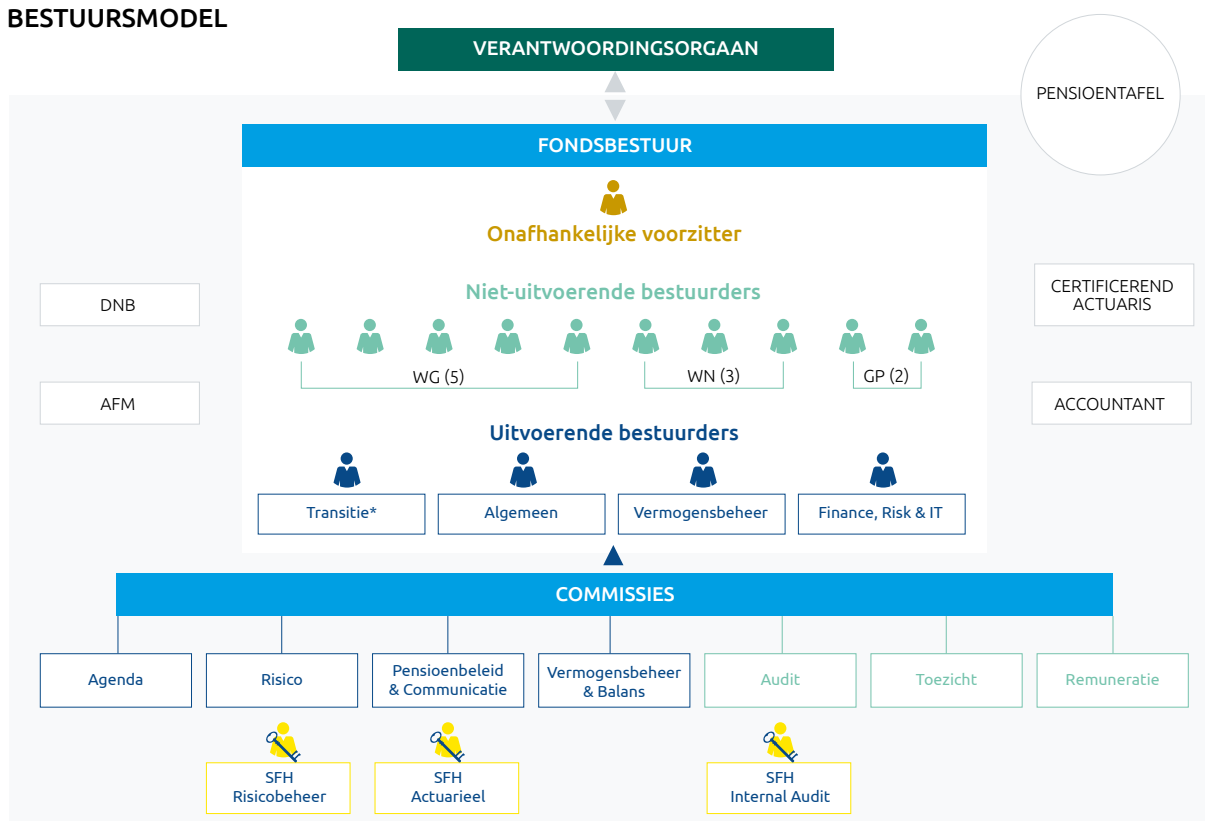 BESTUURSMODEL
VERANTWOORDINGSORGAAN
PENSIOENTAFEL
FONDSBESTUUR
Onafhankelijke voorzitter
Niet-uitvoerende bestuurders
DNB
CERTIFICEREND
ACTUARIS
WG (5)
WN (3)
GP (2)
AFM
ACCOUNTANT
Uitvoerende bestuurders
Transitie*
Algemeen
Vermogensbeheer
Finance, Risk & IT
COMMISSIES
Agenda
Risico
Pensioenbeleid
& Communicatie
Vermogensbeheer
& Balans
Audit
Toezicht
Remuneratie
SFH
Risicobeheer
SFH
Actuarieel
SFH
Internal Audit